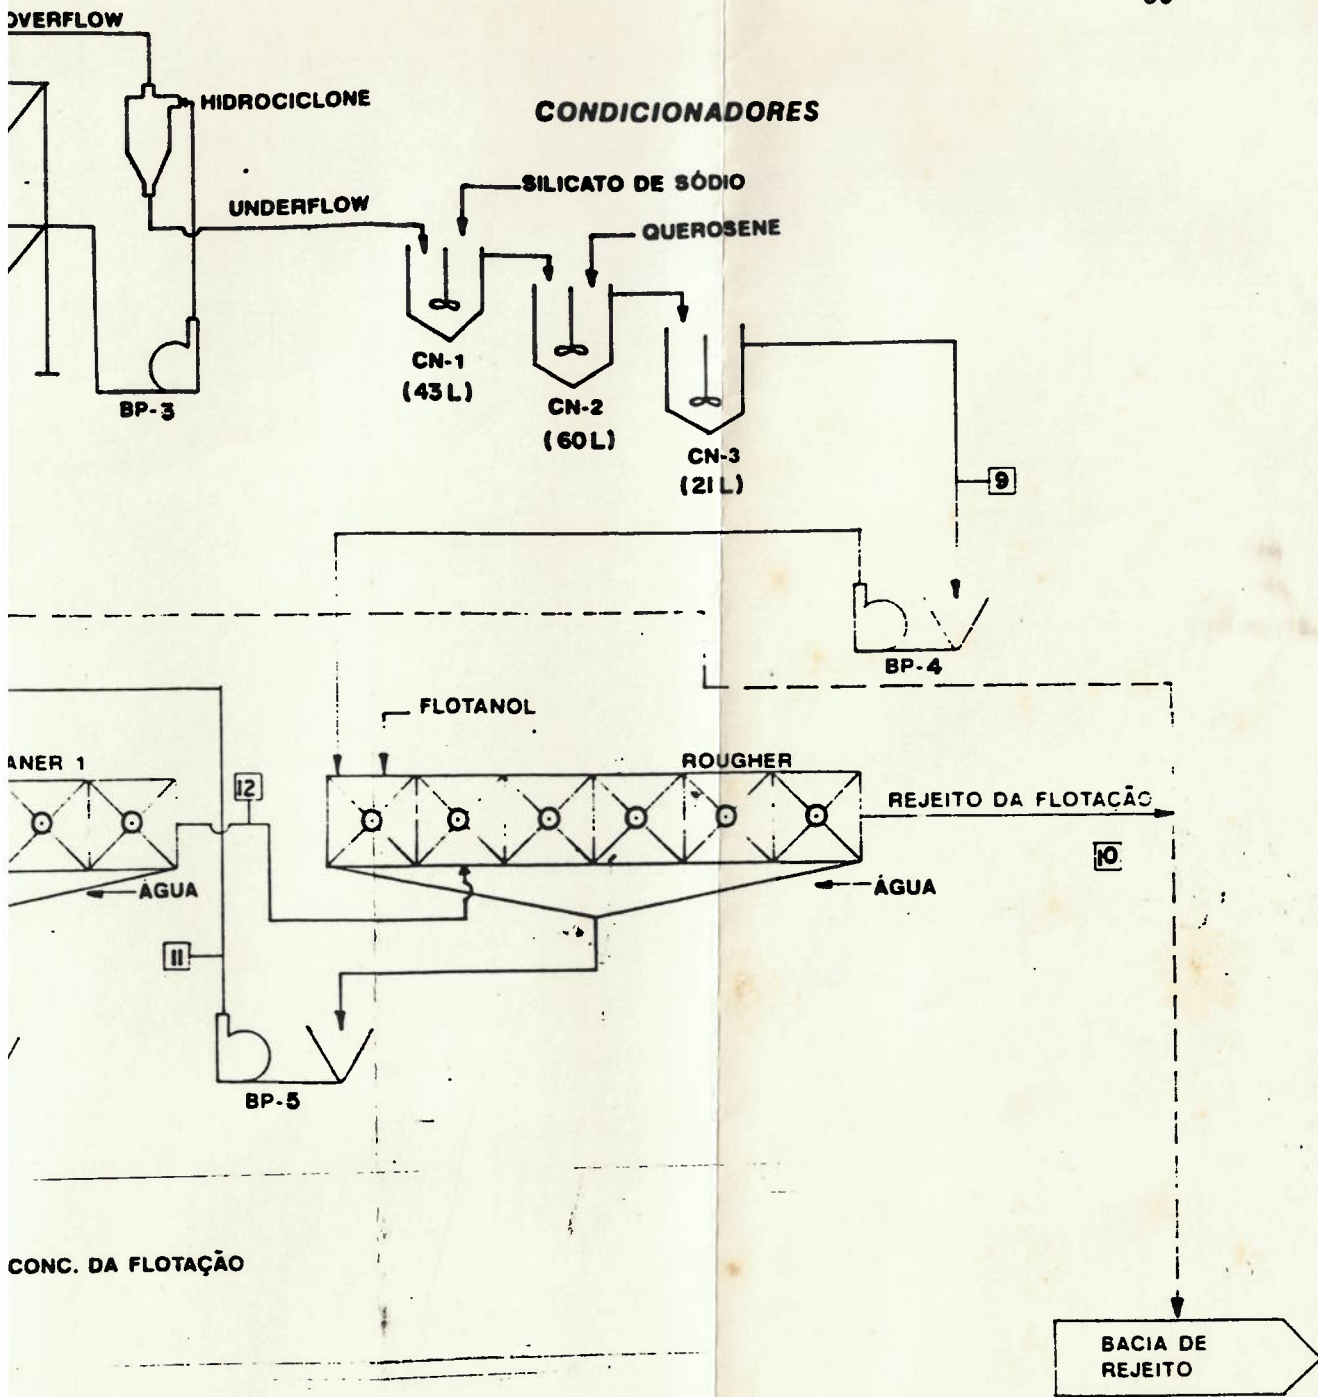 OVERFLOW
HIDROCICLONE
CONDICIONADORES
SILICATO DE SÓDIO
UNDERFLOW
QUEROSENE
CN-1
(43 L)
BP-3
CN-2
(60L)
CN-3
(21 L)
9
BP-4
FLOTANOL
ANER 1
12
ROUGHER
REJEITO DA FLOTAÇÃO
10
ÁGUA
ÁGUA
11
BP-5
CONC. DA FLOTAÇÃO
BACIA DE
REJEITO